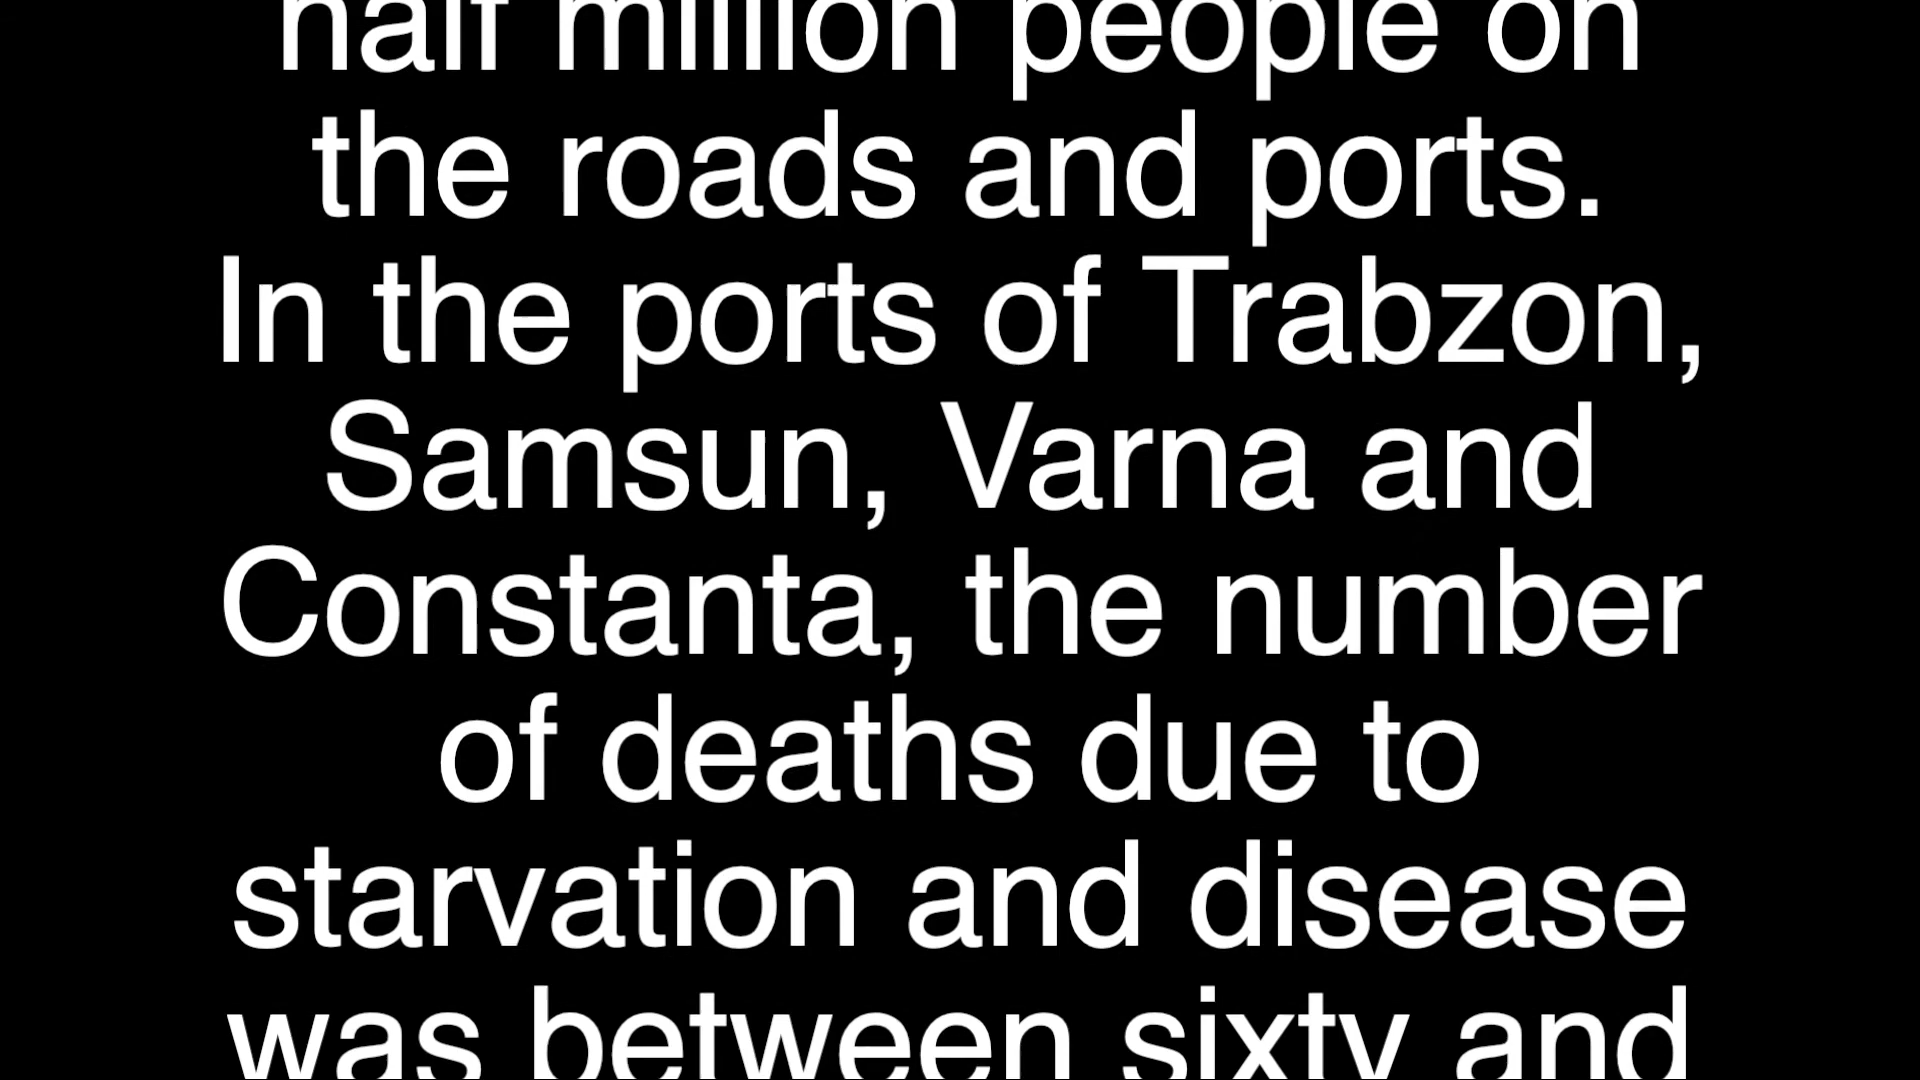 half million people on
the roads and ports.
In the ports of Trabzon,
Samsun, Varna and
Constanta, the number
of deaths due to
starvation and disease
was between sixty and